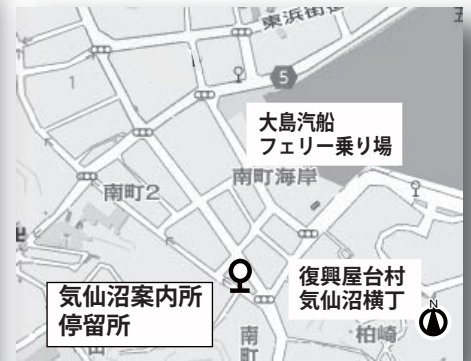 東浜街道
5
1
大島汽船
フェリー乗り場
南町2
南町海岸
気仙沼案内所
停留所
復興屋台村
気仙沼横丁
N
南町
柏崎